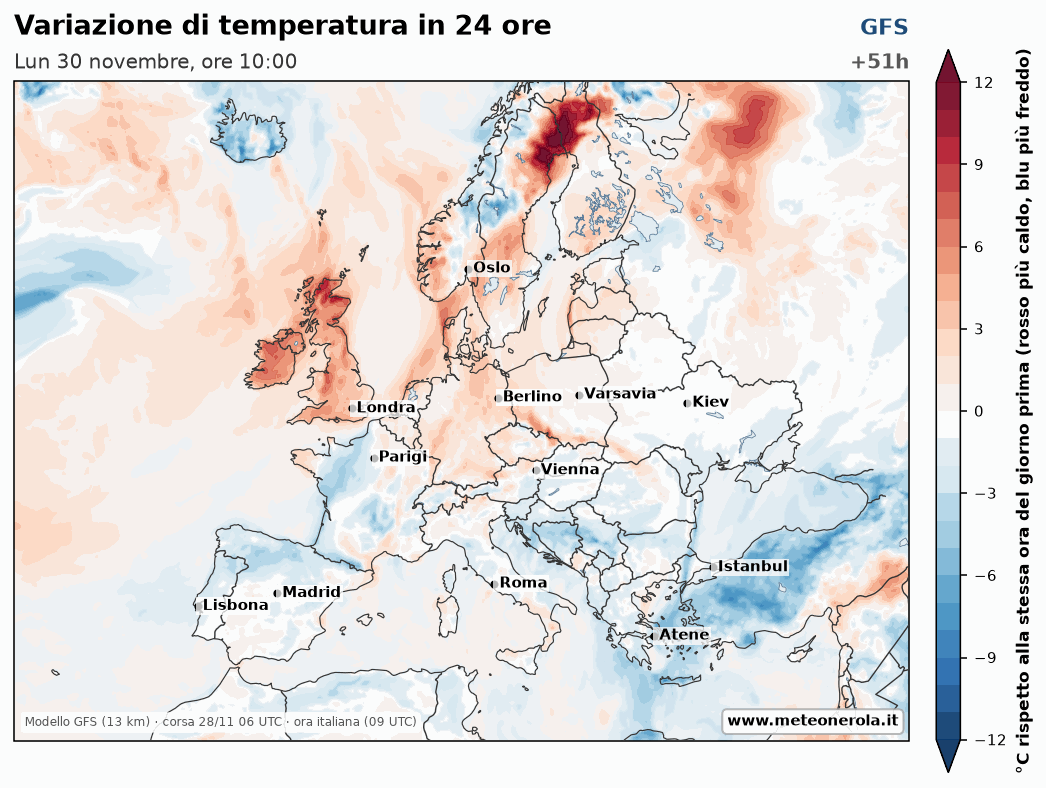 Variazione di temperatura in 24 ore
GFS
Lun 30 novembre, ore 10:00
+51h
12
9
6
3
0
−3
−6
−9
−12
°C rispetto alla stessa ora del giorno prima (rosso più caldo, blu più freddo)
Oslo
Londra
Berlino
Varsavia
Kiev
Parigi
Vienna
Istanbul
Roma
Madrid
Lisbona
Atene
Modello GFS (13 km) · corsa 28/11 06 UTC · ora italiana (09 UTC)
www.meteonerola.it